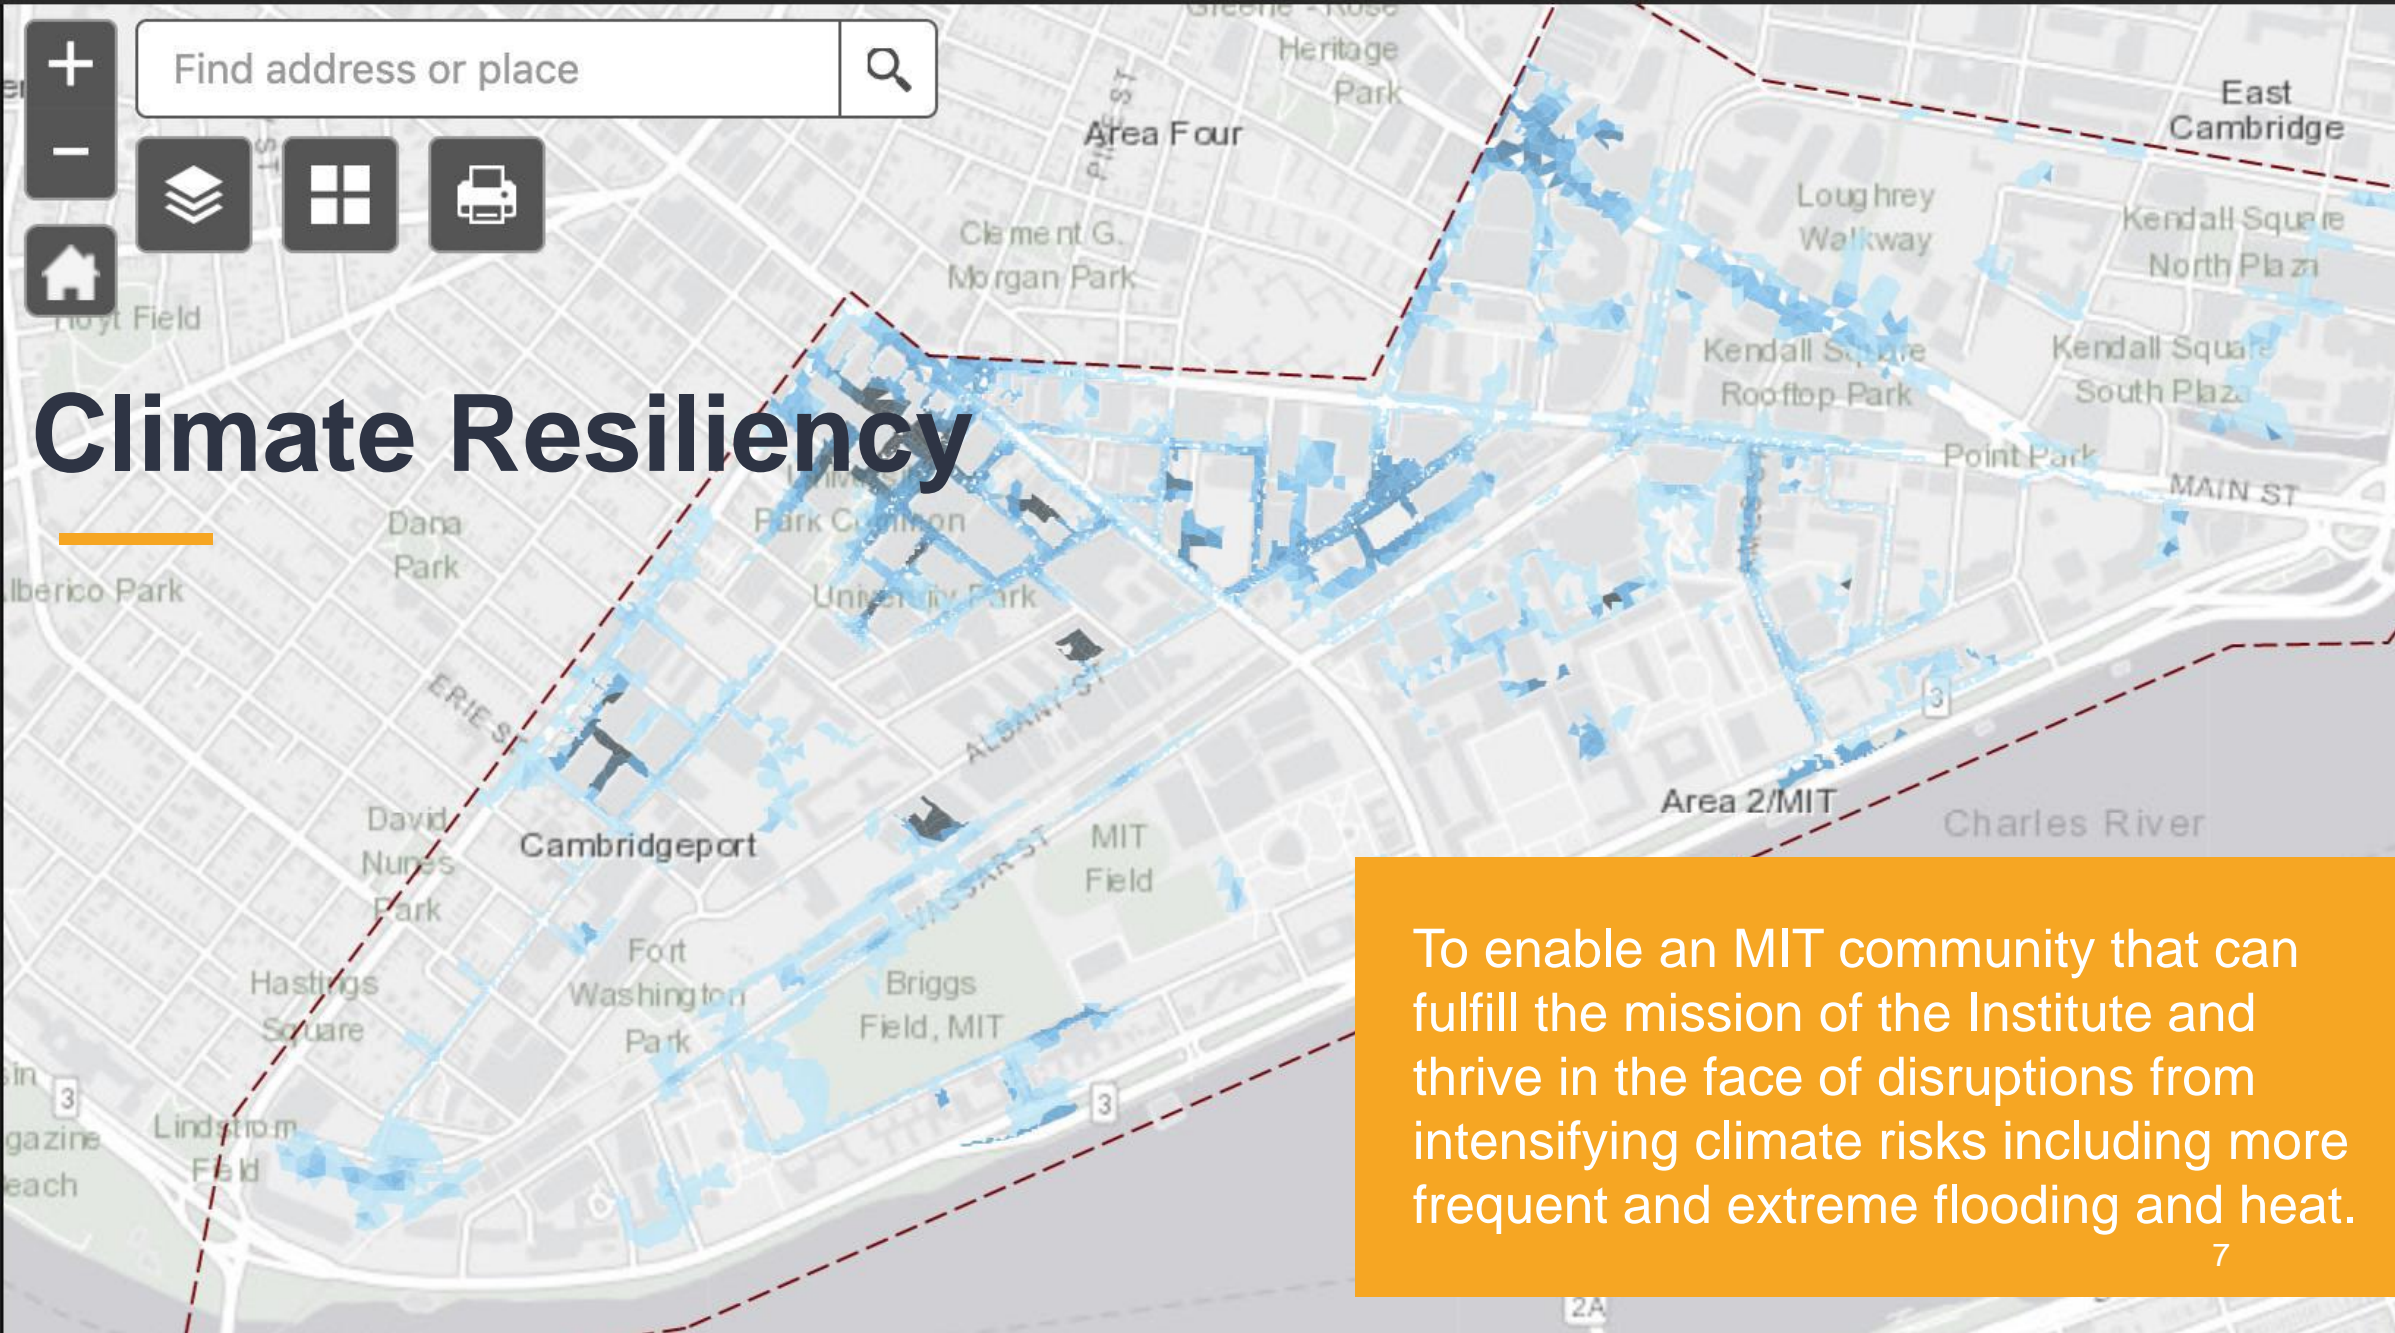 Find address or place
Heritage
Park
PINE ST
Area Four
East
Cambridge
Loughrey
Walkway
Kendall Square
North Plaza
Clement G.
Morgan Park
Hoyt Field
Kendall Square
Rooftop Park
Kendall Square
South Plaza
Climate Resiliency
Point Park
MAIN ST
Dana
Park
Park Common
University Park
ERIE ST
ALBANY ST
3
Area 2/MIT
Charles River
David
Nunes
Park
Cambridgeport
MIT
Field
VASSAR ST
Fort
Washington
Park
Briggs
Field, MIT
Hastings
Square
3
3
Lindstrom
Field
To enable an MIT community that can
fulfill the mission of the Institute and
thrive in the face of disruptions from
intensifying climate risks including more
frequent and extreme flooding and heat.
7
2A